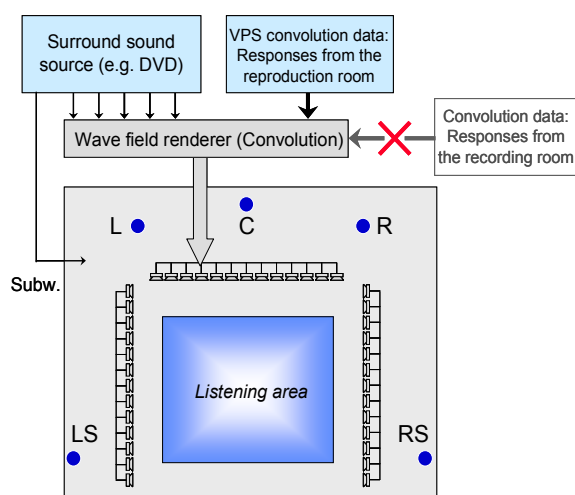 Surround sound
source (e.g. DVD)
VPS convolution data:
Responses from the
reproduction room
Convolution data:
Responses from
the recording room
Wave field renderer (Convolution)
L
C
R
Subw.
Listening area
LS
RS